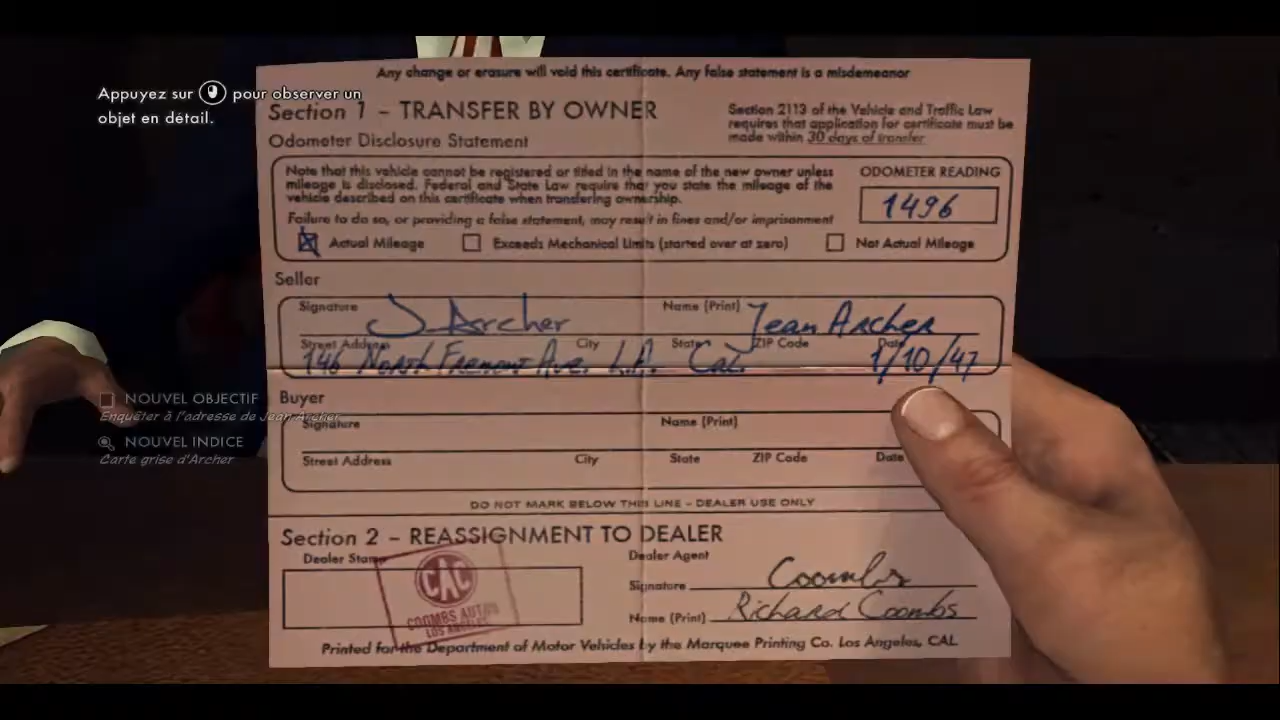 Any change or erasure will void this certificate. Any false statement is a misdemeanor
Appuyez sur pour observer un
objet en détail.
Section 1 - TRANSFER BY OWNER
Section 2113 of the Vehicle and Traffic Law
requires that application for certificate must be
made within 30 days of transfer
Odometer Disclosure Statement
Note that this vehicle cannot be registered or titled in the name of the new owner unless
mileage is disclosed. Federal and State Law require that you state the mileage of the
vehicle described on this certificate when transferring ownership.
Failure to do so, or providing a false statement, may result in fines and/or imprisonment
ODOMETER READING
1496
Actual Mileage Exceeds Mechanical Limits (started over at zero) Not Actual Mileage
Seller
Signature J. Archer Name (Print) Jean Archer
Street Address City State ZIP Code Date
146 North Fremont Ave. L.A. Cal. 1/10/47
NOUVEL OBJECTIF
Enquêter à l'adresse de Jean Archer
NOUVEL INDICE
Carte grise d'Archer
Buyer
Signature Name (Print)
Street Address City State ZIP Code Date
DO NOT MARK BELOW THIS LINE - DEALER USE ONLY
Section 2 - REASSIGNMENT TO DEALER
Dealer Stamp
CAC
COOMBS AUTOS
LOS ANGELES
Dealer Agent
Signature Coombs
Name (Print) Richard Coombs
Printed for the Department of Motor Vehicles by the Marquee Printing Co. Los Angeles, CAL